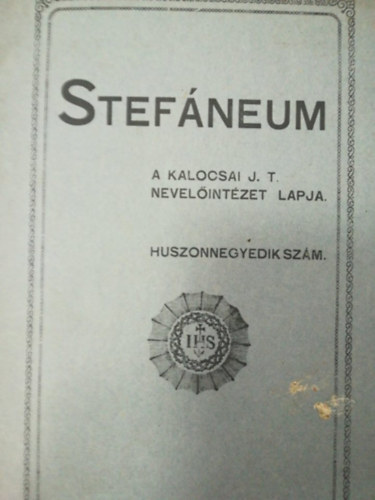 STEFÁNEUM
A KALOCSAI J. T.
NEVELŐINTÉZET LAPJA.
HUSZONNEGYEDIK SZÁM.
IHS